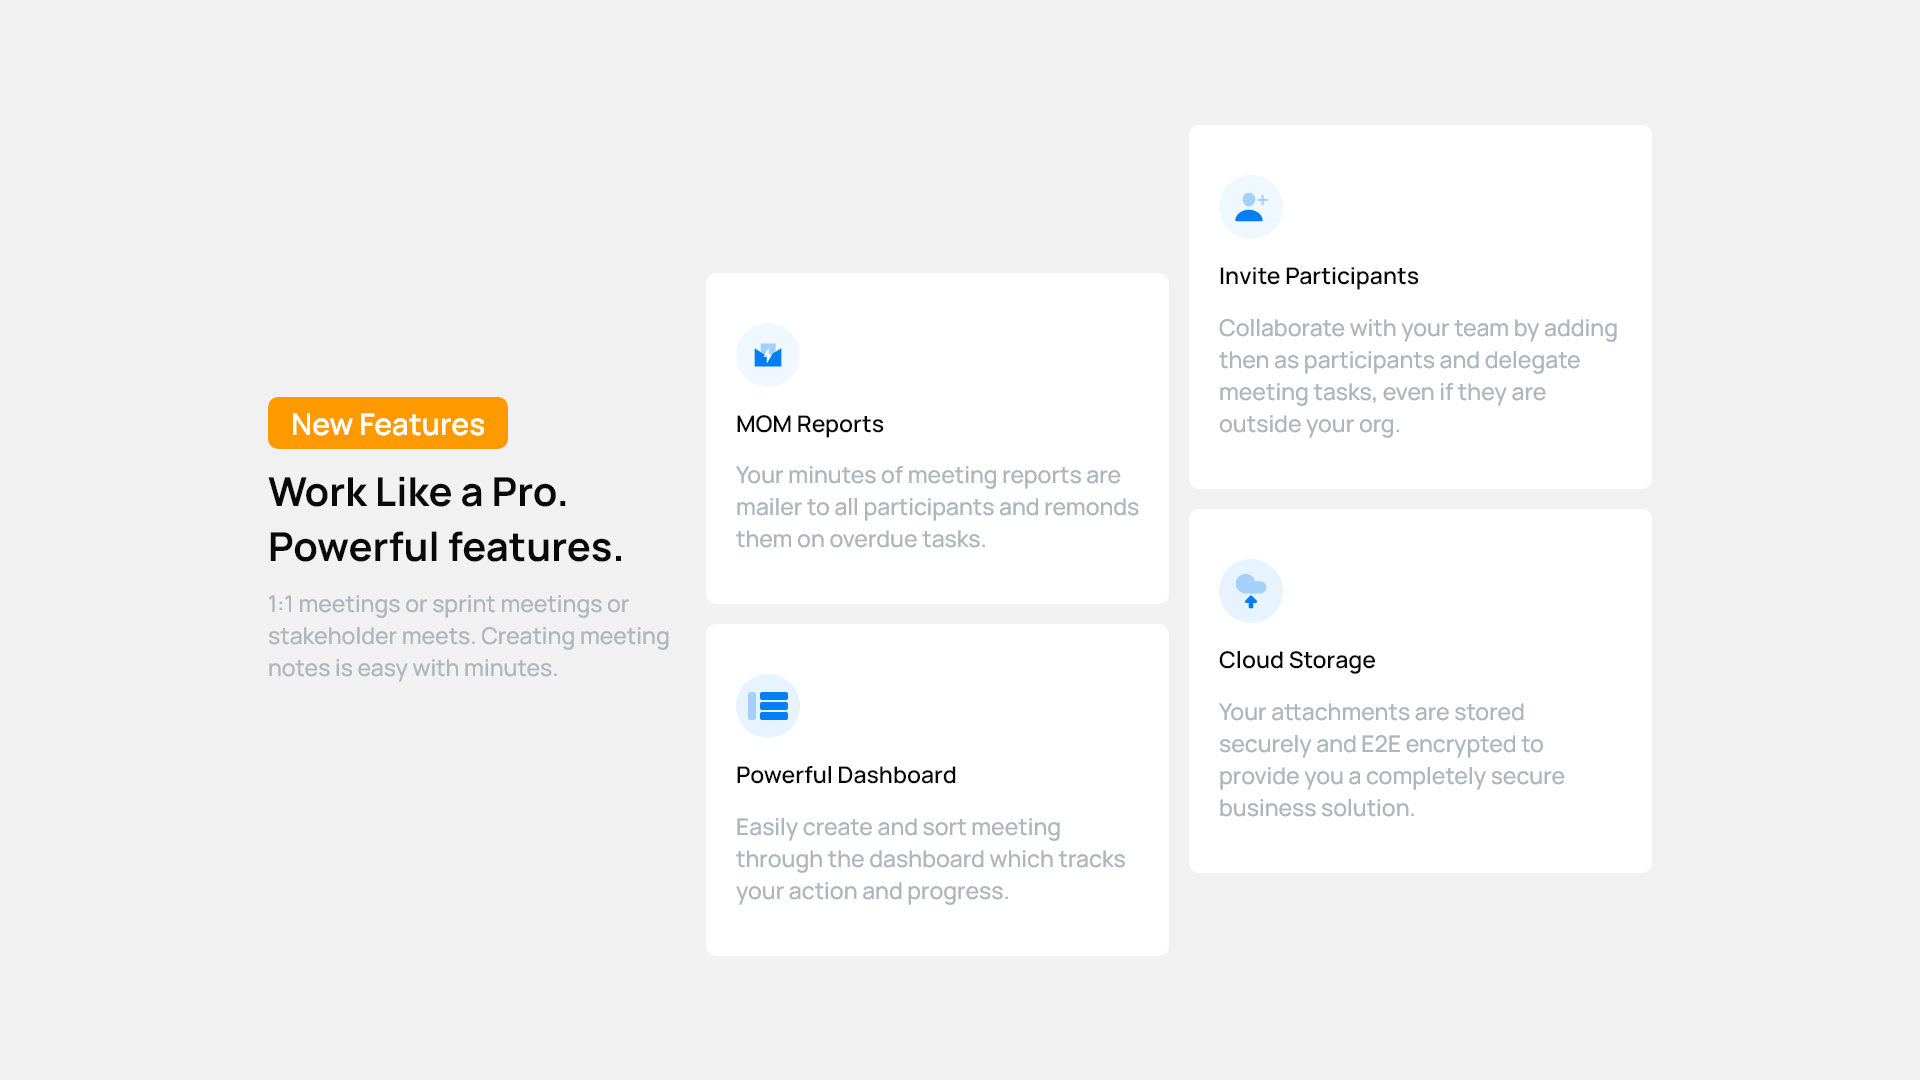 New Features
Work Like a Pro.
Powerful features.
1:1 meetings or sprint meetings or
stakeholder meets. Creating meeting
notes is easy with minutes.
MOM Reports
Your minutes of meeting reports are
mailer to all participants and remonds
them on overdue tasks.
Powerful Dashboard
Easily create and sort meeting
through the dashboard which tracks
your action and progress.
Invite Participants
Collaborate with your team by adding
then as participants and delegate
meeting tasks, even if they are
outside your org.
Cloud Storage
Your attachments are stored
securely and E2E encrypted to
provide you a completely secure
business solution.